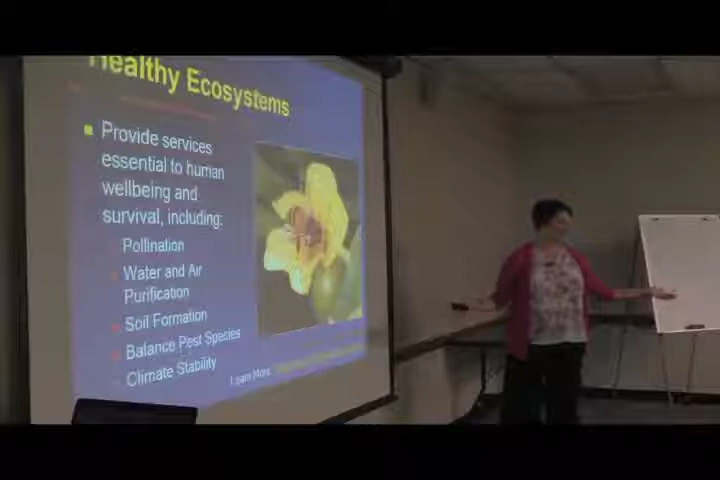 Healthy Ecosystems
Provide services
essential to human
wellbeing and
survival, including:
Pollination
Water and Air
Purification
Soil Formation
Balance Pest Species
Climate Stability
Learn More: